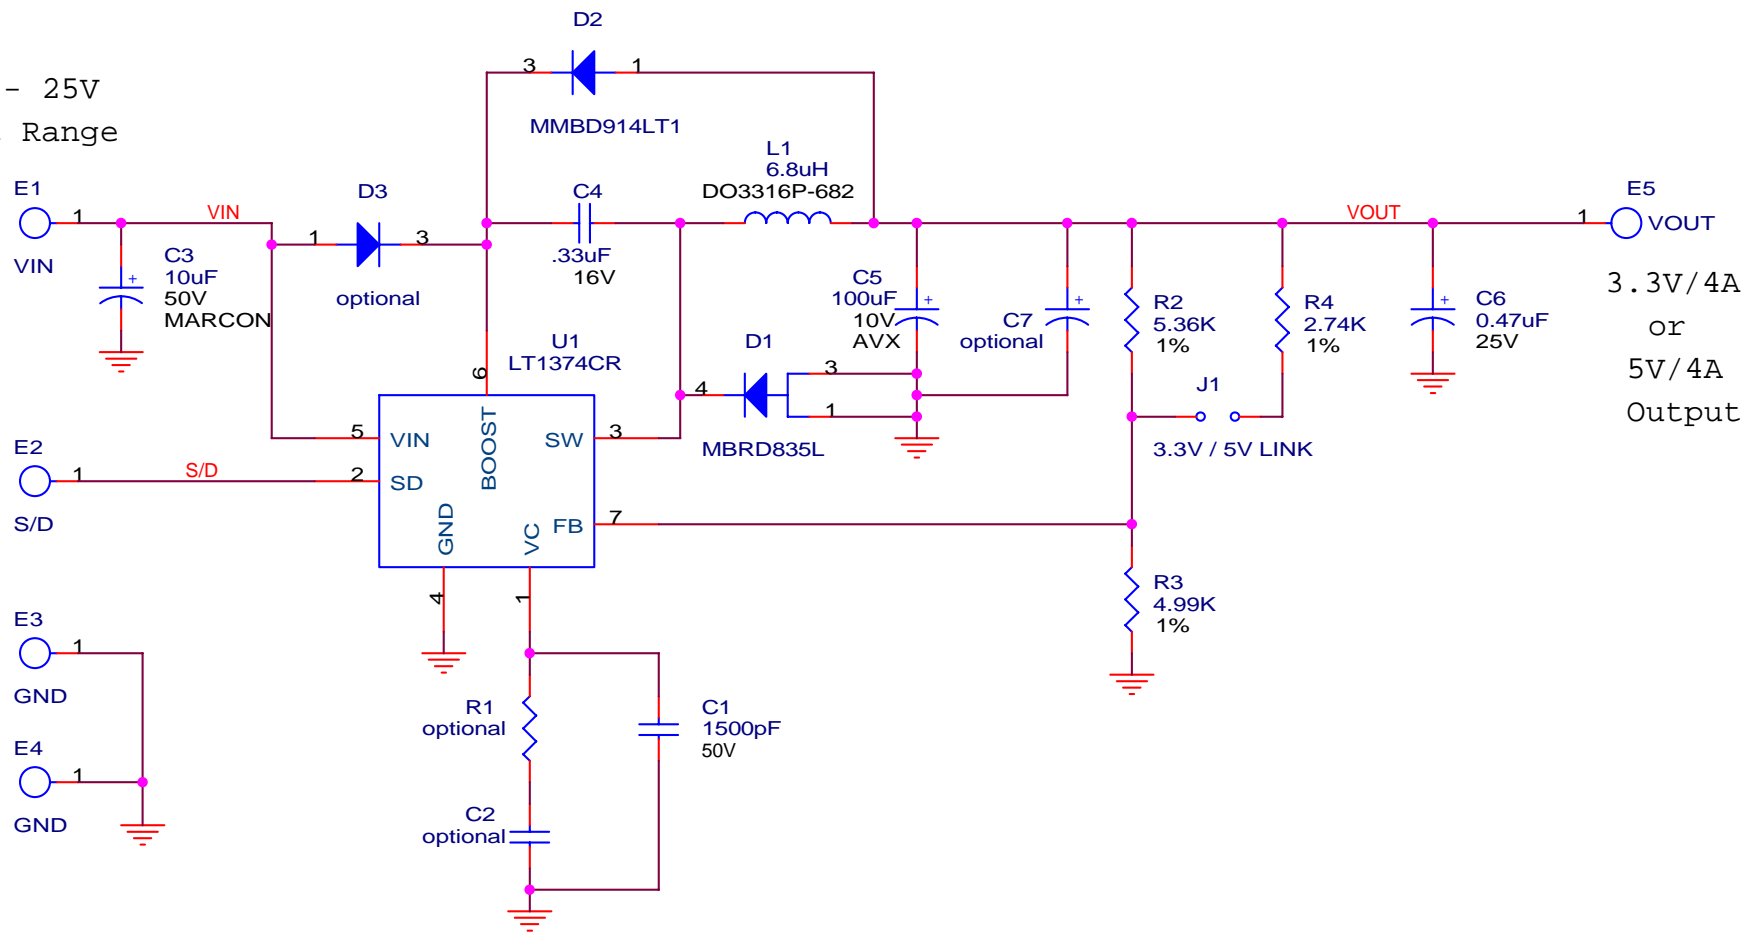 D2
3
1
MMBD914LT1
- 25V
Range
L1
6.8uH
DO3316P-682
E1
1
VIN
VIN
D3
1
3
optional
C4
.33uF
16V
VOUT
1
E5
VOUT
C3
10uF
50V
MARCON
+
C5
100uF
10V
AVX
+
C7
optional
+
R2
5.36K
1%
R4
2.74K
1%
+
C6
0.47uF
25V
3.3V/4A
or
5V/4A
Output
U1
LT1374CR
6
D1
4
3
1
MBRD835L
J1
3.3V / 5V LINK
5
VIN
BOOST
SW
3
E2
1
S/D
S/D
2
SD
GND
VC
FB
7
4
1
R3
4.99K
1%
E3
1
GND
E4
1
GND
R1
optional
C1
1500pF
50V
C2
optional